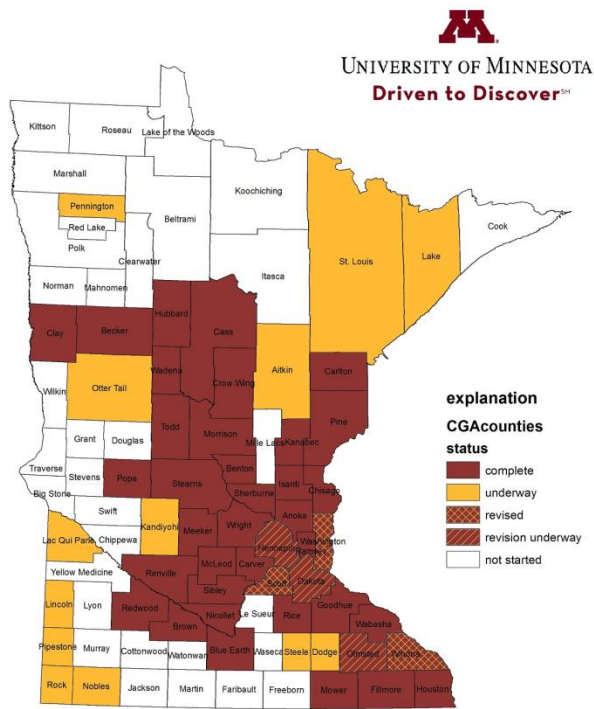 UNIVERSITY OF MINNESOTA
Driven to Discover℠
Kittson
Roseau
Lake of the Woods
Marshall
Koochiching
Pennington
Beltrami
Cook
Red Lake
Polk
Clearwater
St. Louis
Lake
Itasca
Norman
Mahnomen
Hubbard
Cass
Clay
Becker
Wadena
Crow Wing
Aitkin
Carlton
Otter Tail
Wilkin
Pine
Todd
Morrison
Mille Lacs
Kanabec
Grant
Douglas
Benton
Traverse
Stevens
Pope
Stearns
Isanti
Chisago
Big Stone
Sherburne
Swift
Anoka
Kandiyohi
Meeker
Wright
Lac Qui Parle
Chippewa
Hennepin
Washington
Ramsey
Yellow Medicine
Renville
McLeod
Carver
Scott
Dakota
Sibley
Lincoln
Lyon
Redwood
Nicollet
Le Sueur
Rice
Goodhue
Brown
Wabasha
Pipestone
Murray
Cottonwood
Watonwan
Blue Earth
Waseca
Steele
Dodge
Olmsted
Winona
Rock
Nobles
Jackson
Martin
Faribault
Freeborn
Mower
Fillmore
Houston
explanation
CGAcounties
status
complete
underway
revised
revision underway
not started